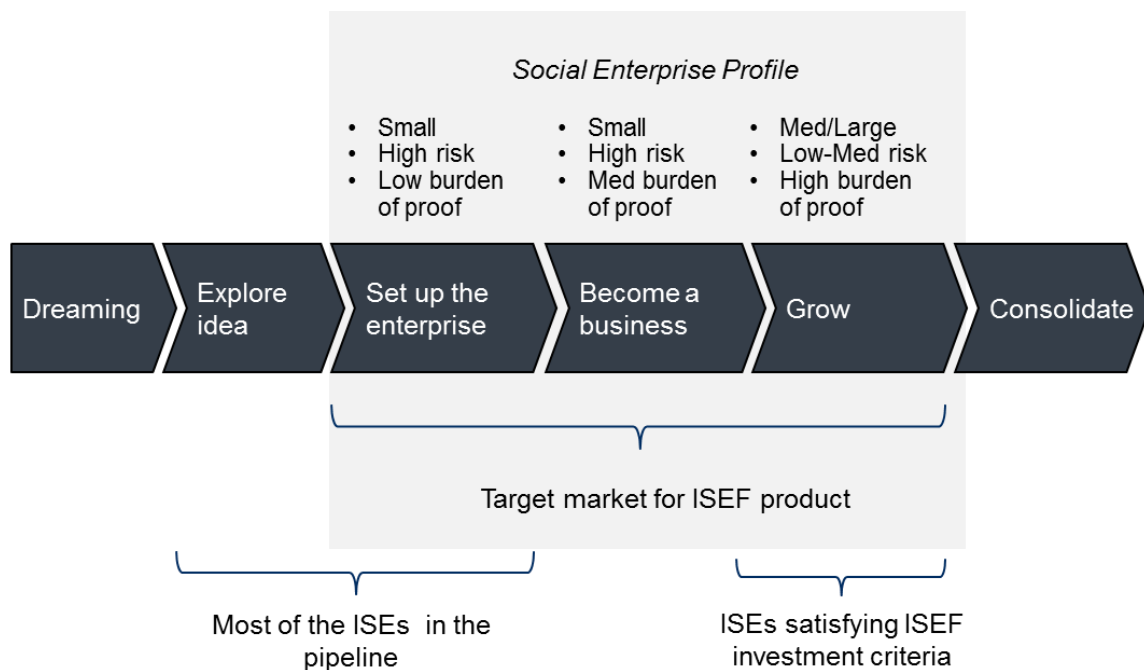 Social Enterprise Profile
• Small
• High risk
• Low burden
of proof
• Small
• High risk
• Med burden
of proof
• Med/Large
• Low-Med risk
• High burden
of proof
Dreaming
Explore
idea
Set up the
enterprise
Become a
business
Grow
Consolidate
Target market for ISEF product
Most of the ISEs in the
pipeline
ISEs satisfying ISEF
investment criteria